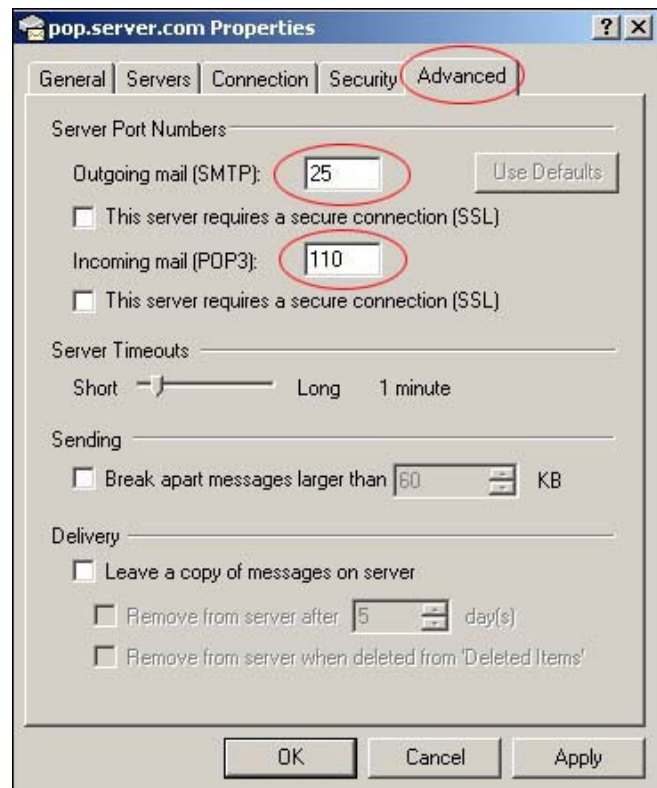 pop.server.com Properties
General Servers Connection Security Advanced
Server Port Numbers
Outgoing mail (SMTP): 25 Use Defaults
This server requires a secure connection (SSL)
Incoming mail (POP3): 110
This server requires a secure connection (SSL)
Server Timeouts
Short Long 1 minute
Sending
Break apart messages larger than 60 KB
Delivery
Leave a copy of messages on server
Remove from server after 5 day(s)
Remove from server when deleted from 'Deleted Items'
OK Cancel Apply